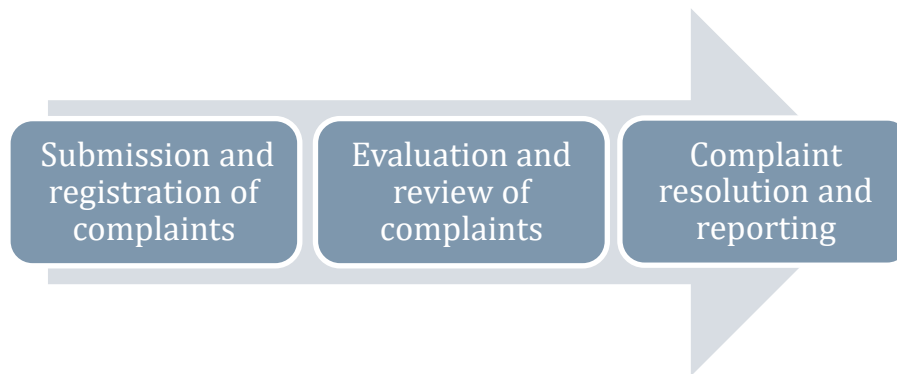 Submission and
registration of
complaints
Evaluation and
review of
complaints
Complaint
resolution and
reporting